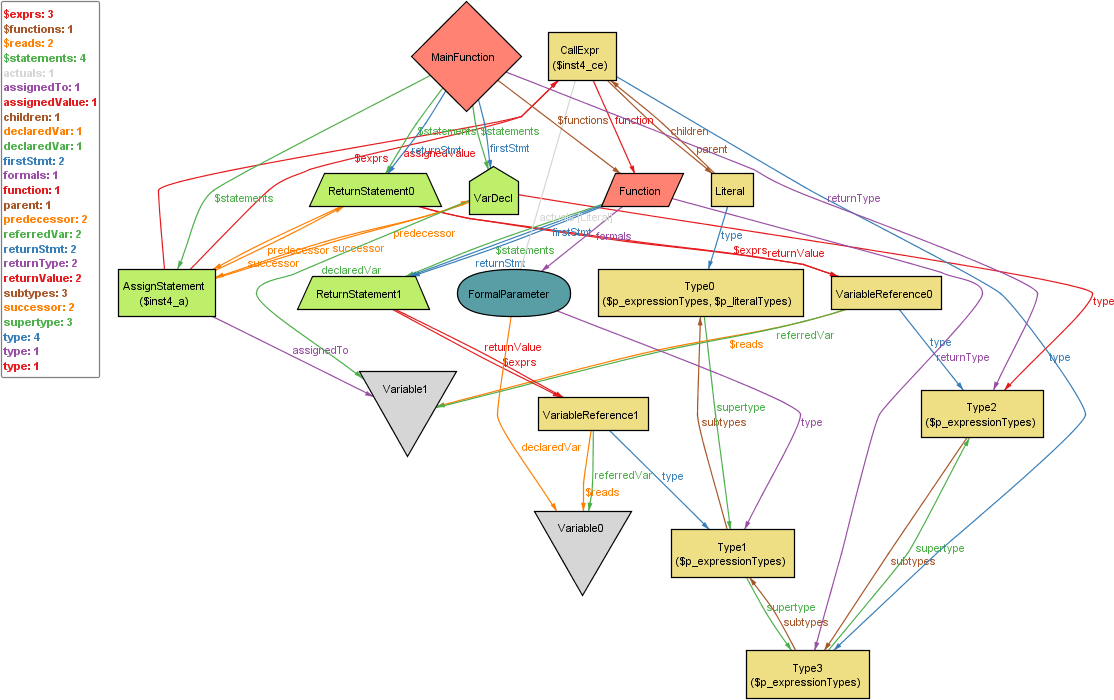 $exprs: 3
$functions: 1
$reads: 2
$statements: 4
actuals: 1
assignedTo: 1
assignedValue: 1
children: 1
declaredVar: 1
declaredVar: 1
firstStmt: 2
formals: 1
function: 1
parent: 1
predecessor: 2
referredVar: 2
returnStmt: 2
returnType: 2
returnValue: 2
subtypes: 3
successor: 2
supertype: 3
type: 4
type: 1
type: 1
MainFunction
CallExpr
($inst4_ce)
$functions
function
$statements
$statements
children
returnStmt
firstStmt
parent
$exprs
assignedValue
ReturnStatement0
VarDecl
Function
Literal
$statements
returnType
actuals [Literal]
predecessor
firstStmt
formals
type
predecessor
successor
$statements
$exprs
returnValue
successor
declaredVar
returnStmt
AssignStatement
($inst4_a)
ReturnStatement1
FormalParameter
Type0
($p_expressionTypes, $p_literalTypes)
VariableReference0
type
assignedTo
returnValue
$exprs
$reads
referredVar
type
returnType
type
Variable1
VariableReference1
supertype
subtypes
type
Type2
($p_expressionTypes)
declaredVar
referredVar
type
$reads
Variable0
Type1
($p_expressionTypes)
supertype
subtypes
supertype
subtypes
Type3
($p_expressionTypes)